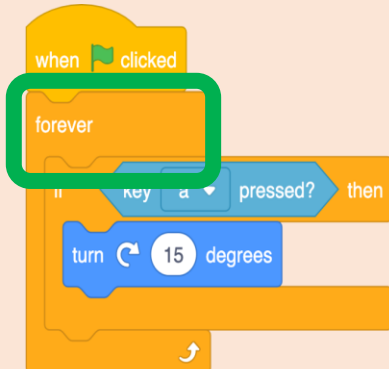 when clicked
forever
if key a pressed? then
turn 15 degrees